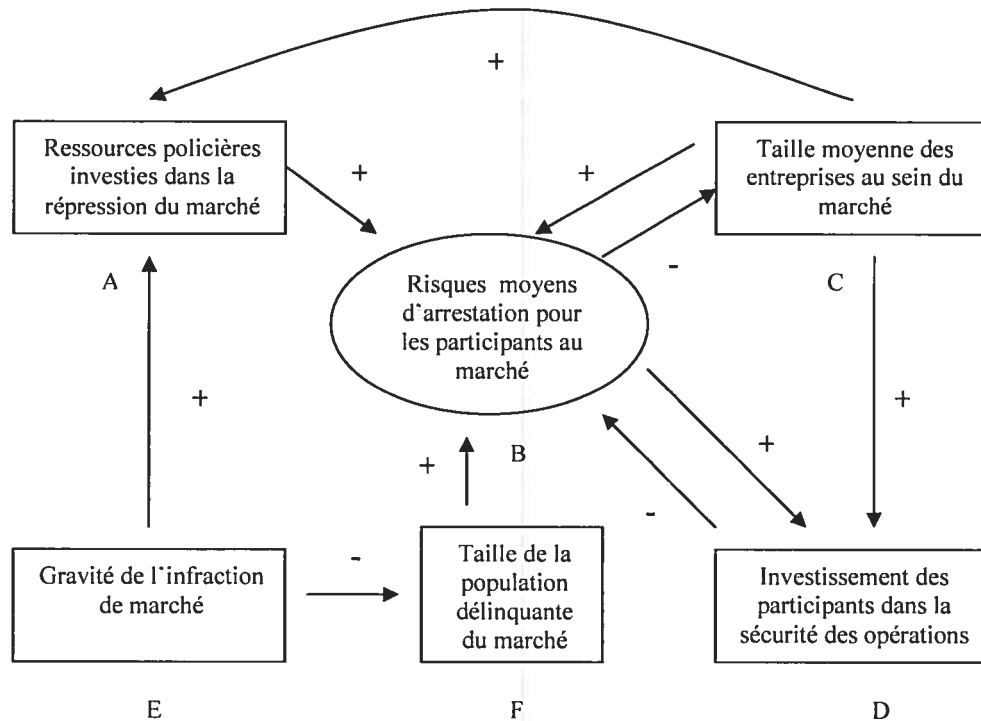 +
Ressources policières
investies dans la
répression du marché
+
+
Taille moyenne des
entreprises au sein du
marché
A
-
C
Risques moyens
d'arrestation pour
les participants au
marché
+
+
+
B
+
-
-
Gravité de l'infraction
de marché
Taille de la
population
délinquante
du marché
Investissement des
participants dans la
sécurité des opérations
E
F
D